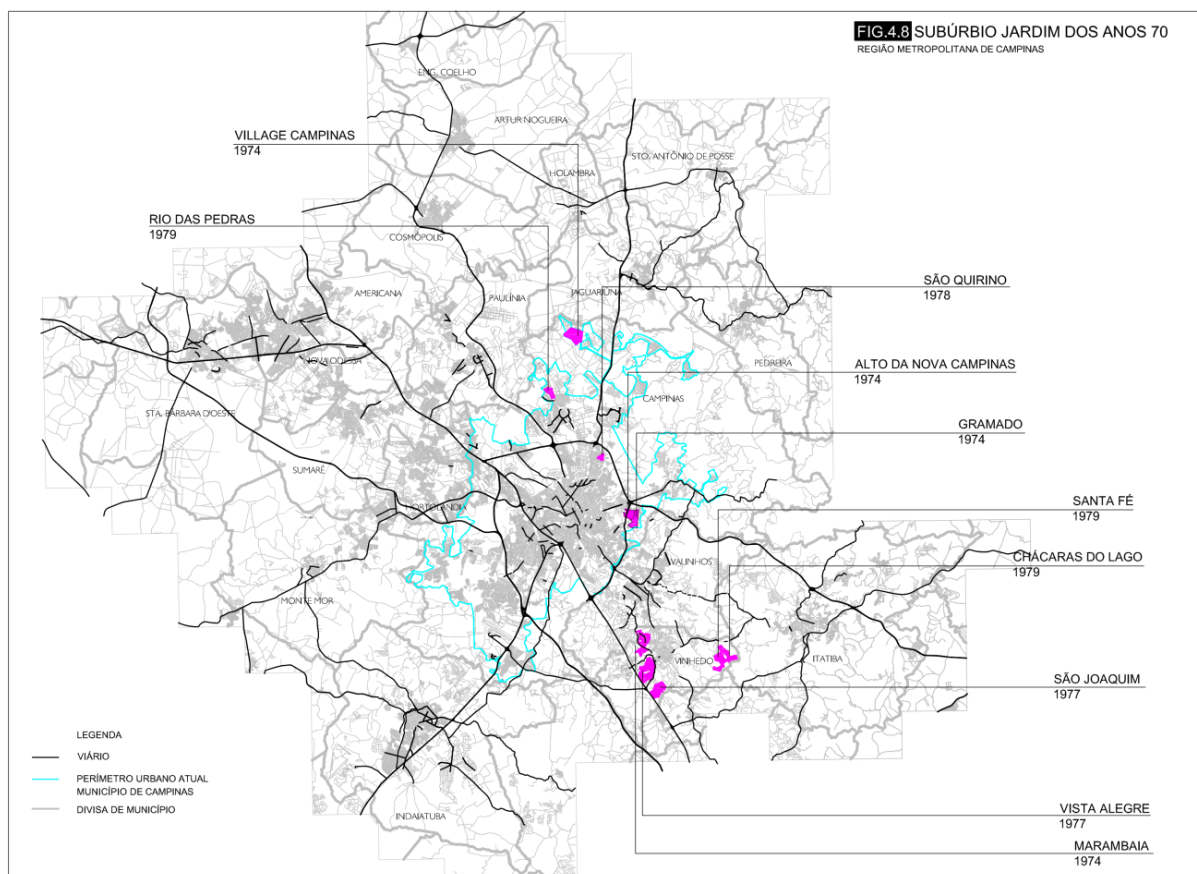 FIG.4.8 SUBÚRBIO JARDIM DOS ANOS 70
REGIÃO METROPOLITANA DE CAMPINAS
ENG. COELHO
ARTUR NOGUEIRA
VILLAGE CAMPINAS
1974
STO. ANTÔNIO DE POSSE
HOLAMBRA
RIO DAS PEDRAS
1979
COSMÓPOLIS
SÃO QUIRINO
1978
AMERICANA
PAULÍNIA
JAGUARIÚNA
NOVA ODESSA
PEDREIRA
ALTO DA NOVA CAMPINAS
1974
CAMPINAS
STA. BÁRBARA D'OESTE
GRAMADO
1974
SUMARÉ
HORTOLÂNDIA
SANTA FÉ
1979
VALINHOS
CHÁCARAS DO LAGO
1979
MONTE MOR
VINHEDO
ITATIBA
SÃO JOAQUIM
1977
LEGENDA
VIÁRIO
PERÍMETRO URBANO ATUAL
MUNICÍPIO DE CAMPINAS
DIVISA DE MUNICÍPIO
INDAIATUBA
VISTA ALEGRE
1977
MARAMBAIA
1974